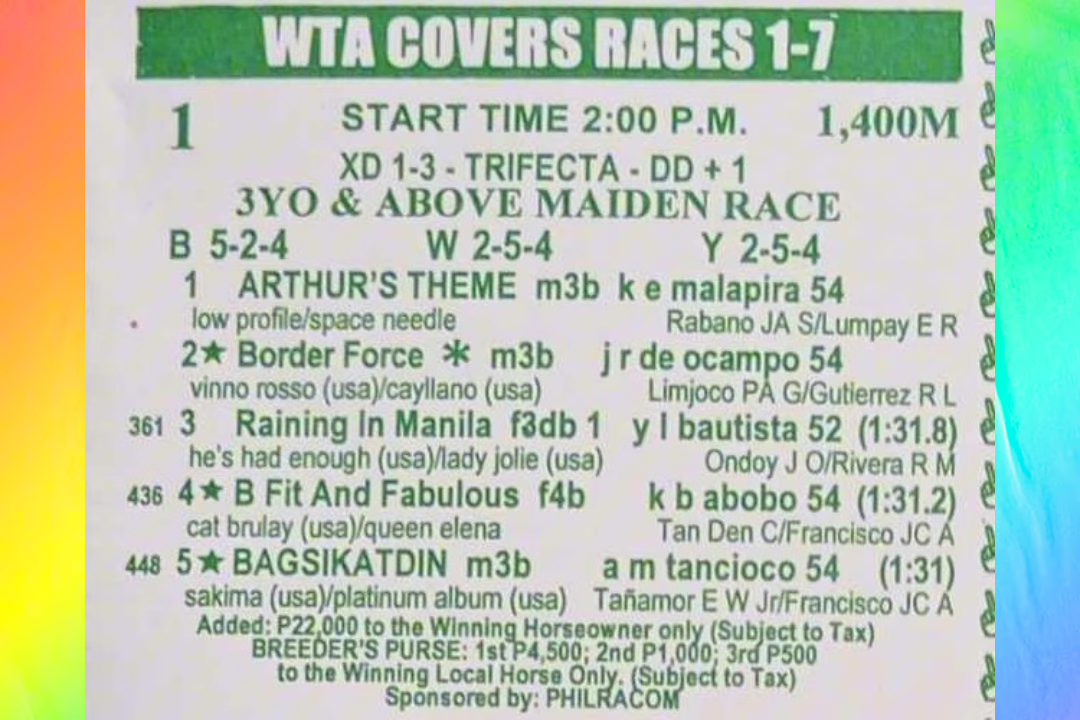 WTA COVERS RACES 1-7
1 START TIME 2:00 P.M. 1,400M
XD 1-3 - TRIFECTA - DD + 1
3YO & ABOVE MAIDEN RACE
B 5-2-4 W 2-5-4 Y 2-5-4
1 ARTHUR'S THEME m3b k e malapira 54
low profile/space needle Rabano JA S/Lumpay E R
2★ Border Force * m3b j r de ocampo 54
vinno rosso (usa)/cayllano (usa) Limjoco PA G/Gutierrez R L
361 3 Raining In Manila f3db 1 y l bautista 52 (1:31.8)
he's had enough (usa)/lady jolie (usa) Ondoy J O/Rivera R M
436 4★ B Fit And Fabulous f4b k b abobo 54 (1:31.2)
cat brulay (usa)/queen elena Tan Den C/Francisco JC A
448 5★ BAGSIKATDIN m3b a m tancioco 54 (1:31)
sakima (usa)/platinum album (usa) Tañamor E W Jr/Francisco JC A
Added: P22,000 to the Winning Horseowner only (Subject to Tax)
BREEDER'S PURSE: 1st P4,500; 2nd P1,000; 3rd P500
to the Winning Local Horse Only. (Subject to Tax)
Sponsored by: PHILRACOM